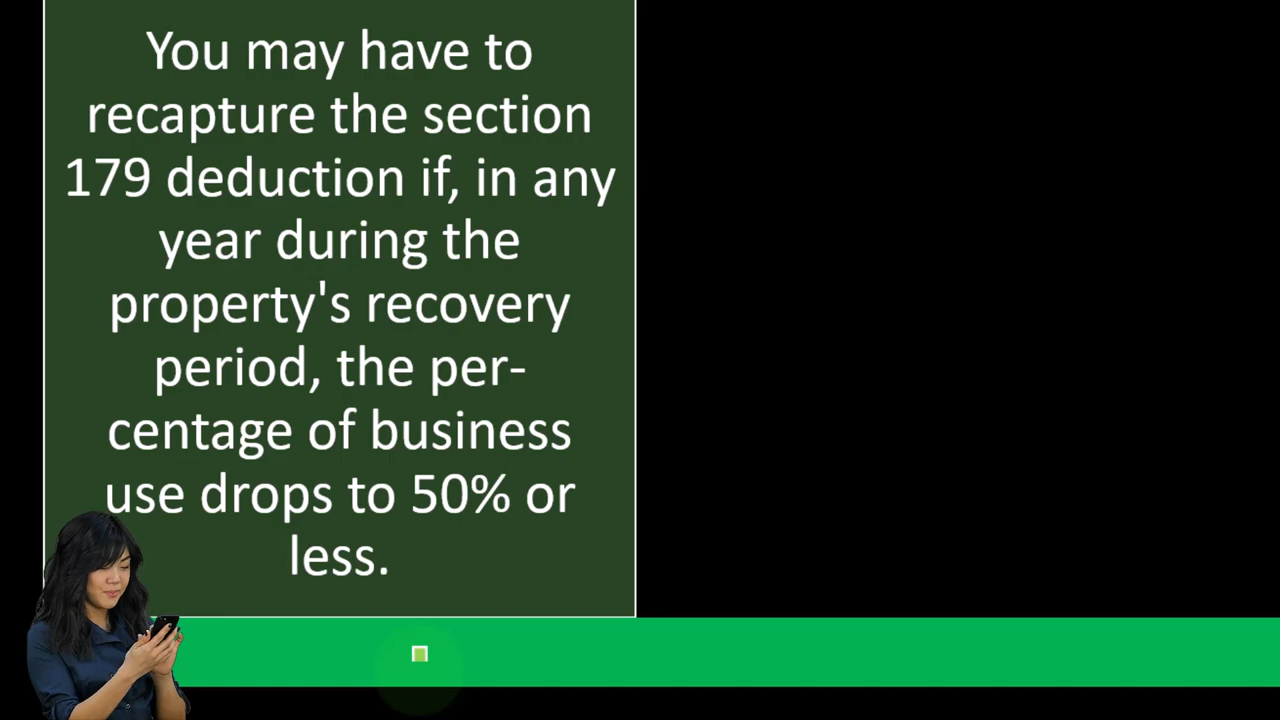 You may have to
recapture the section
179 deduction if, in any
year during the
property's recovery
period, the per-
centage of business
use drops to 50% or
less.